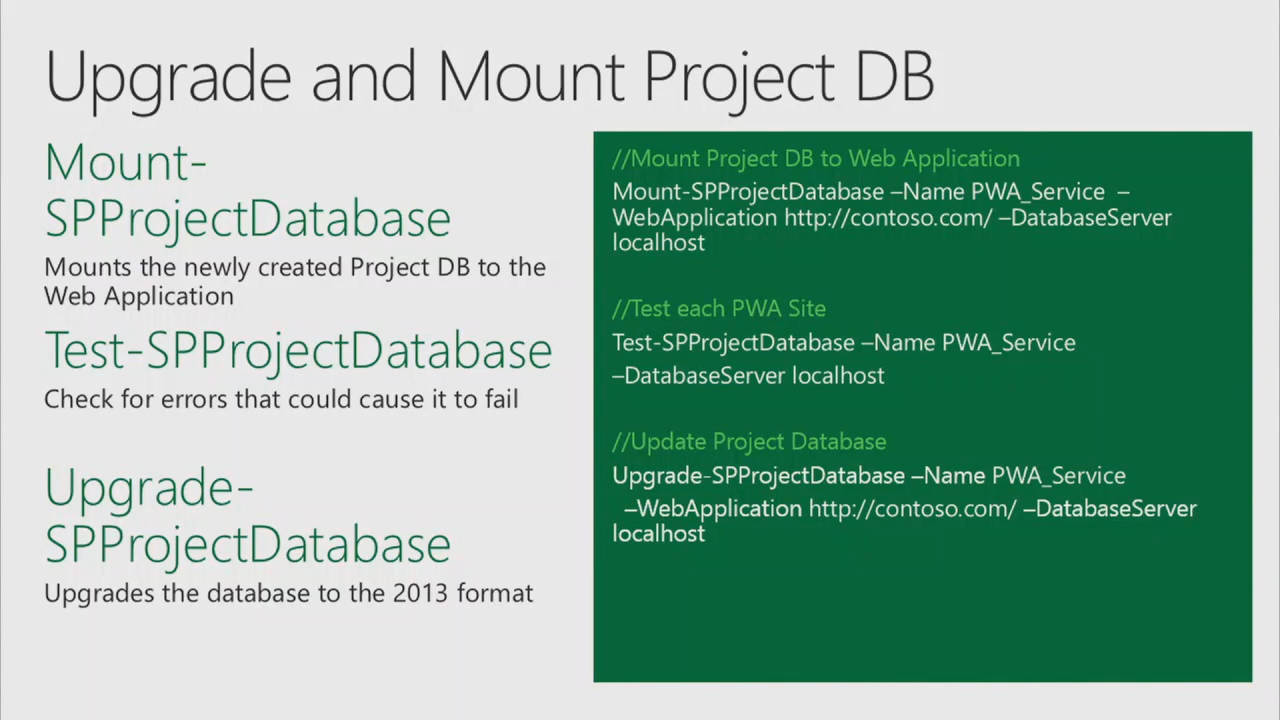 Upgrade and Mount Project DB
Mount-
SPProjectDatabase
Mounts the newly created Project DB to the
Web Application
Test-SPProjectDatabase
Check for errors that could cause it to fail
Upgrade-
SPProjectDatabase
Upgrades the database to the 2013 format
//Mount Project DB to Web Application
Mount-SPProjectDatabase –Name PWA_Service –
WebApplication http://contoso.com/ –DatabaseServer
localhost
//Test each PWA Site
Test-SPProjectDatabase –Name PWA_Service
–DatabaseServer localhost
//Update Project Database
Upgrade-SPProjectDatabase –Name PWA_Service
–WebApplication http://contoso.com/ –DatabaseServer
localhost